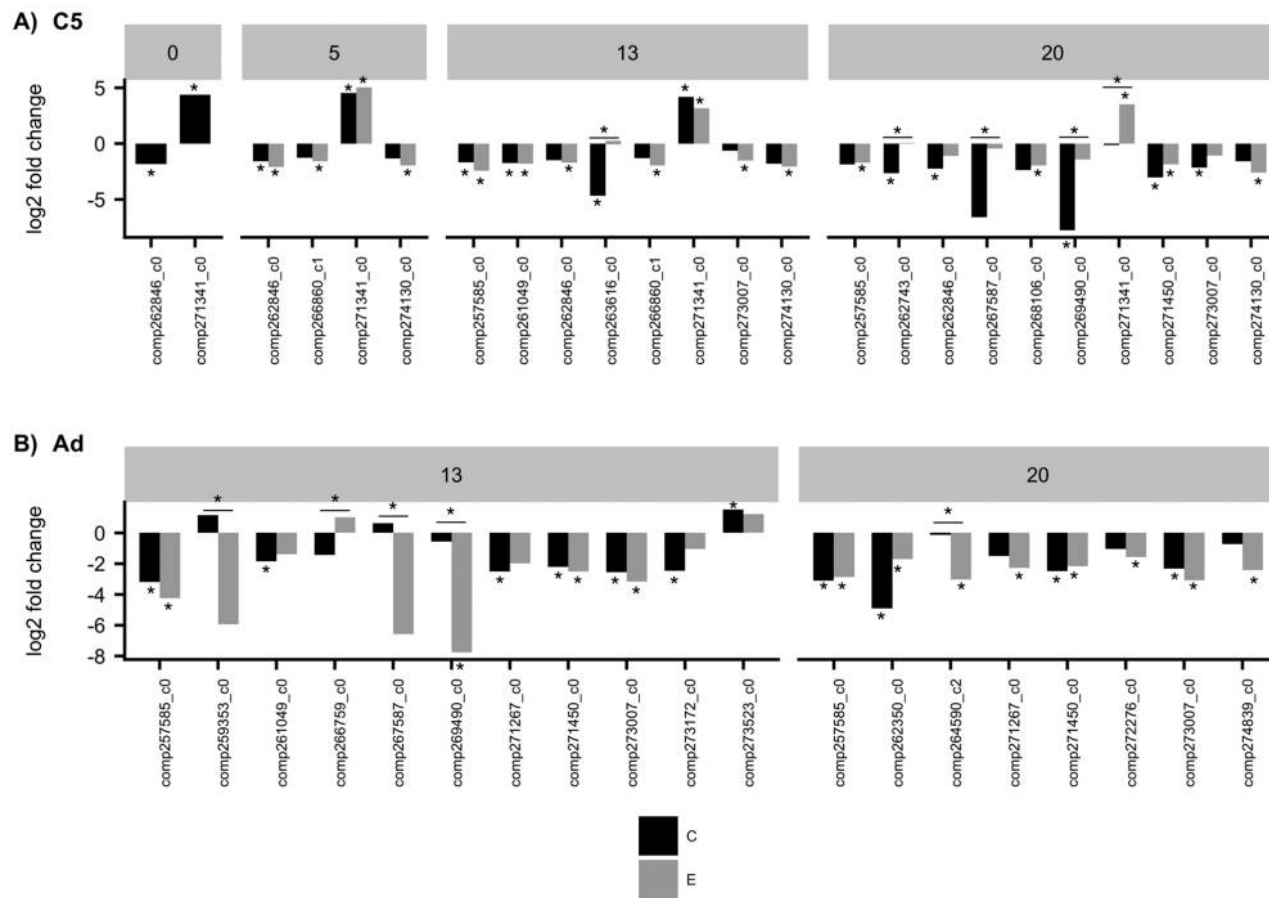 A) C5
0 5 13 20
log2 fold change
5
0
-5
* * * * * * * * * * * * * * * * * * * * * * * * * * * * * * * * * *
comp262846_c0
comp271341_c0
comp262846_c0
comp266860_c1
comp271341_c0
comp274130_c0
comp257585_c0
comp261049_c0
comp262846_c0
comp263616_c0
comp266860_c1
comp271341_c0
comp273007_c0
comp274130_c0
comp257585_c0
comp262743_c0
comp262846_c0
comp267587_c0
comp268106_c0
comp269490_c0
comp271341_c0
comp271450_c0
comp273007_c0
comp274130_c0
B) Ad
13 20
log2 fold change
0
-2
-4
-6
-8
comp257585_c0
comp259353_c0
comp261049_c0
comp266759_c0
comp267587_c0
comp269490_c0
comp271267_c0
comp271450_c0
comp273007_c0
comp273172_c0
comp273523_c0
comp257585_c0
comp262350_c0
comp264590_c2
comp271267_c0
comp271450_c0
comp272276_c0
comp273007_c0
comp274839_c0
C
E